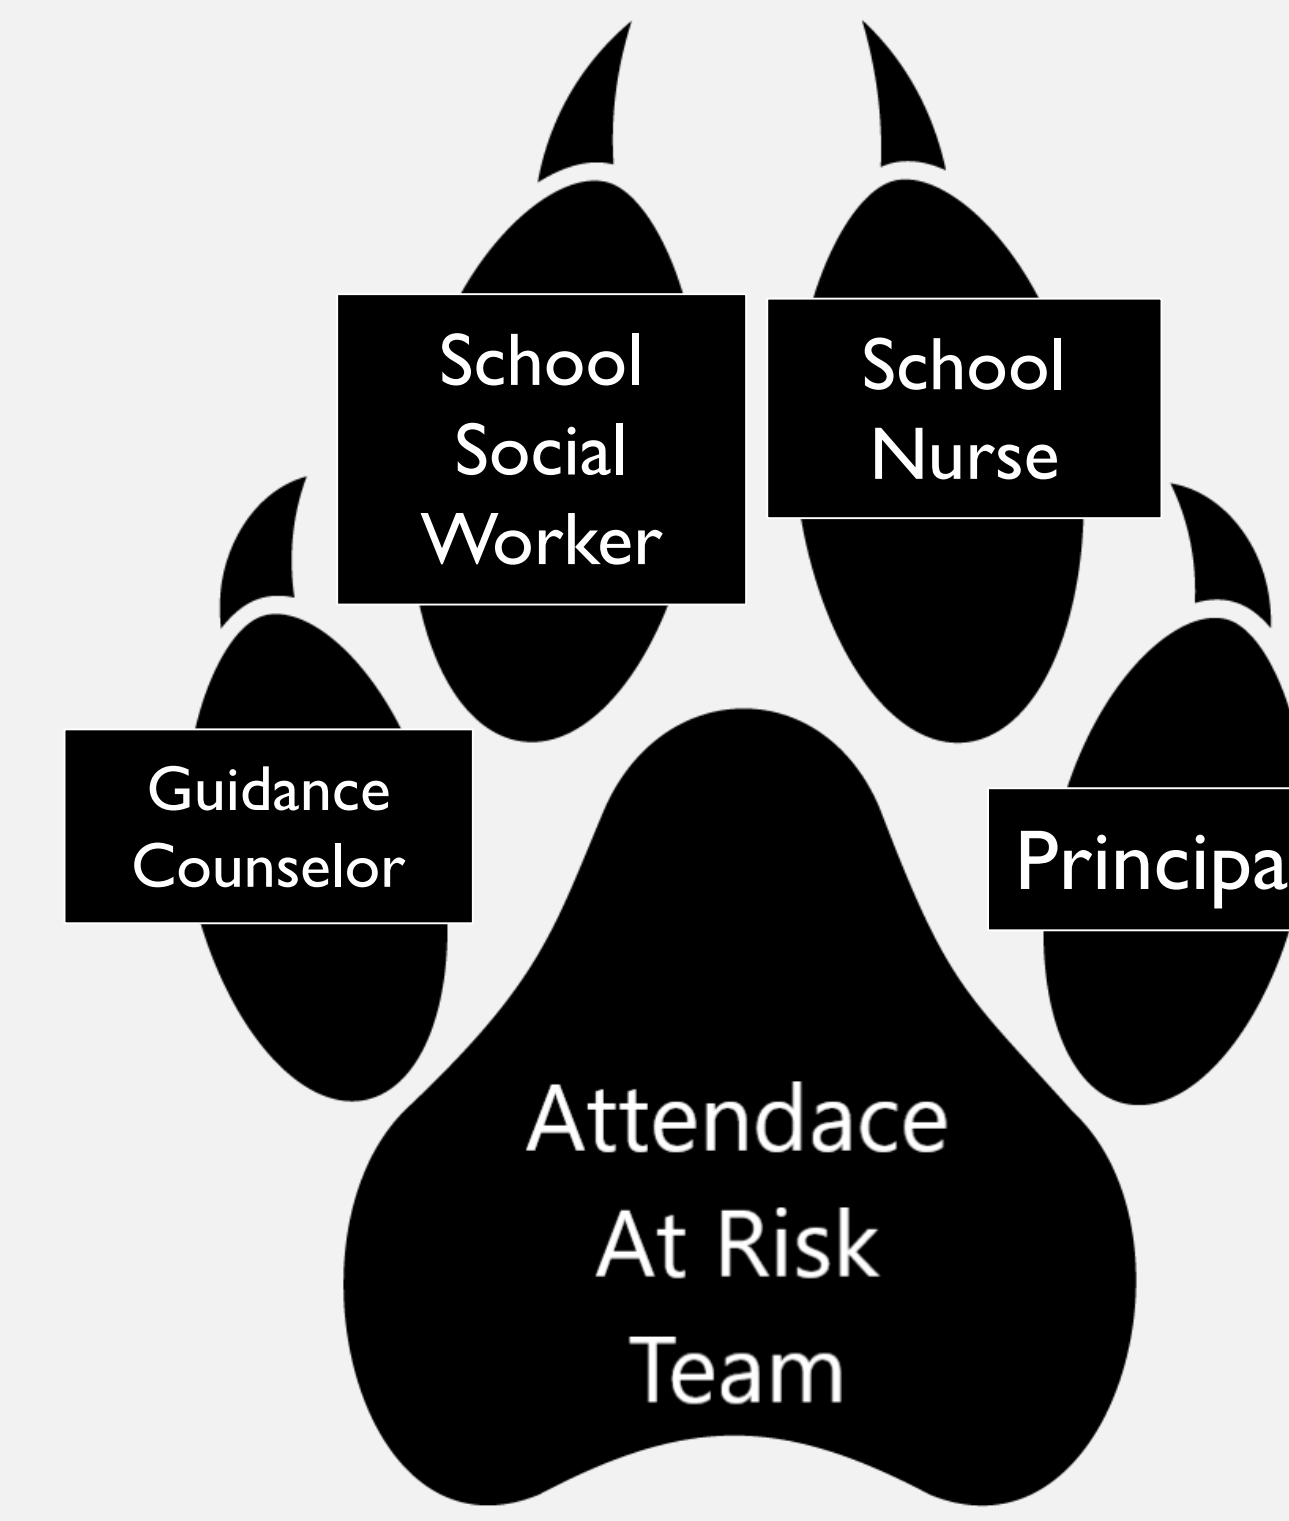 School
Social
Worker
School
Nurse
Guidance
Counselor
Principa
Attendace
At Risk
Team